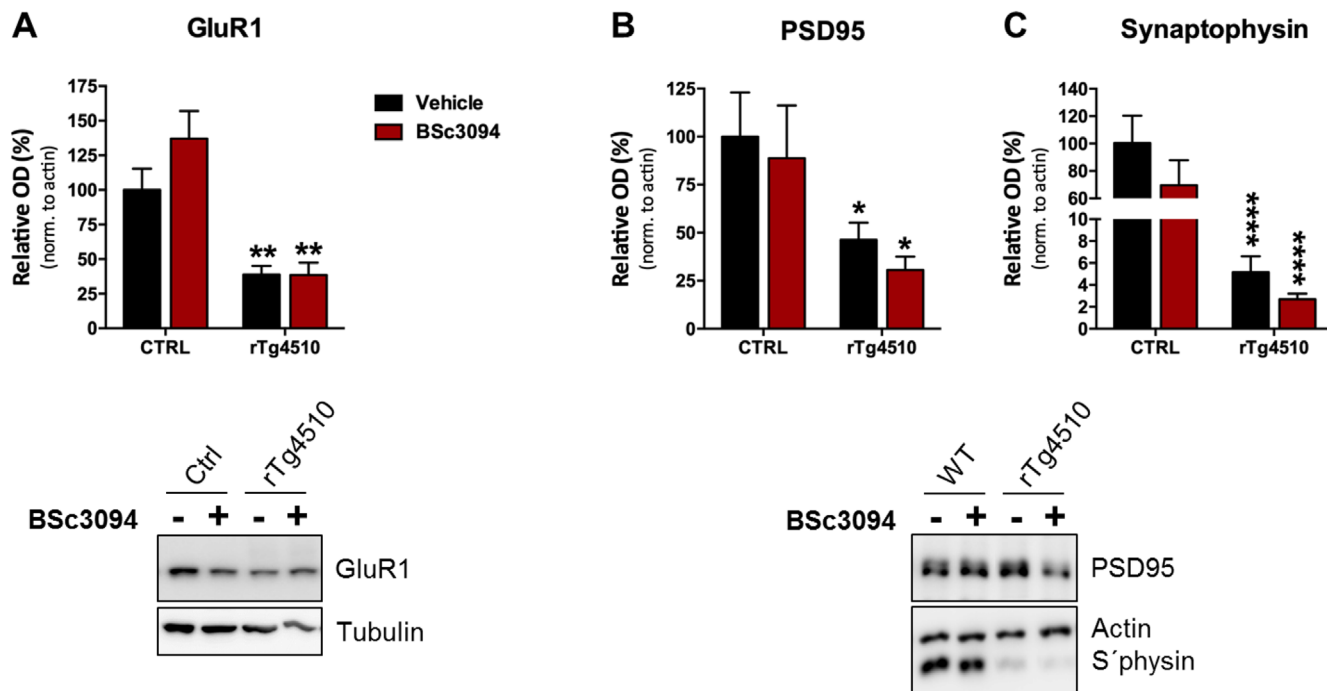 A
GluR1
Relative OD (%)
(norm. to actin)
175
150
125
100
75
50
25
0
** **
CTRL rTg4510
Vehicle
BSc3094
B
PSD95
Relative OD (%)
(norm. to actin)
125
100
75
50
25
0
*
*
CTRL rTg4510
C
Synaptophysin
Relative OD (%)
(norm. to actin)
140
120
100
80
60
10
8
6
4
2
0
****
****
CTRL rTg4510
Ctrl rTg4510
BSc3094 - + - +
GluR1
Tubulin
WT rTg4510
BSc3094 - + - +
PSD95
Actin
S´physin